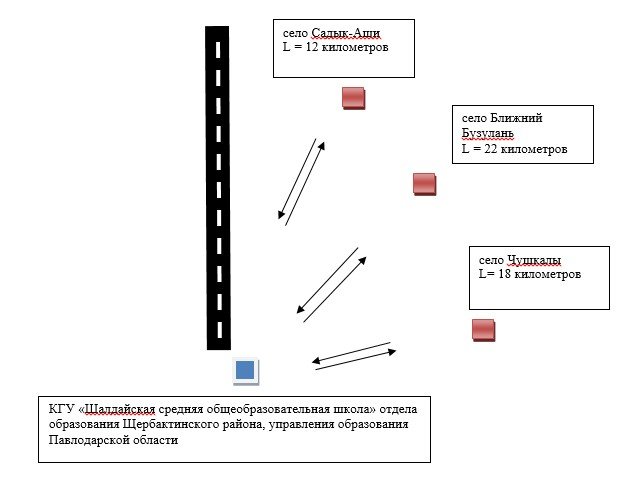 село Садык-Аши
L = 12 километров
село Ближний
Бузулань
L = 22 километров
село Чушкалы
L= 18 километров
КГУ «Шалдайская средняя общеобразовательная школа» отдела
образования Щербактинского района, управления образования
Павлодарской области